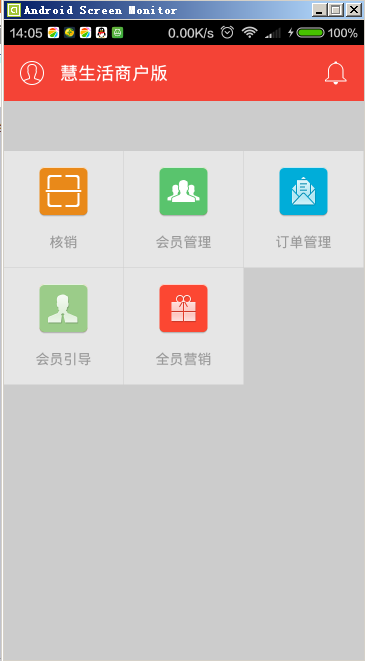 Android Screen Monitor
14:05 0.00K/s 100%
慧生活商户版
核销 会员管理 订单管理
会员引导 全员营销